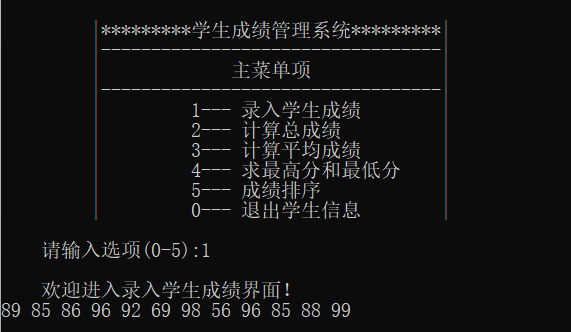 *********学生成绩管理系统*********
----------------------------------
主菜单项
----------------------------------
1--- 录入学生成绩
2--- 计算总成绩
3--- 计算平均成绩
4--- 求最高分和最低分
5--- 成绩排序
0--- 退出学生信息
请输入选项(0-5):1
欢迎进入录入学生成绩界面!
89 85 86 96 92 69 98 56 96 85 88 99